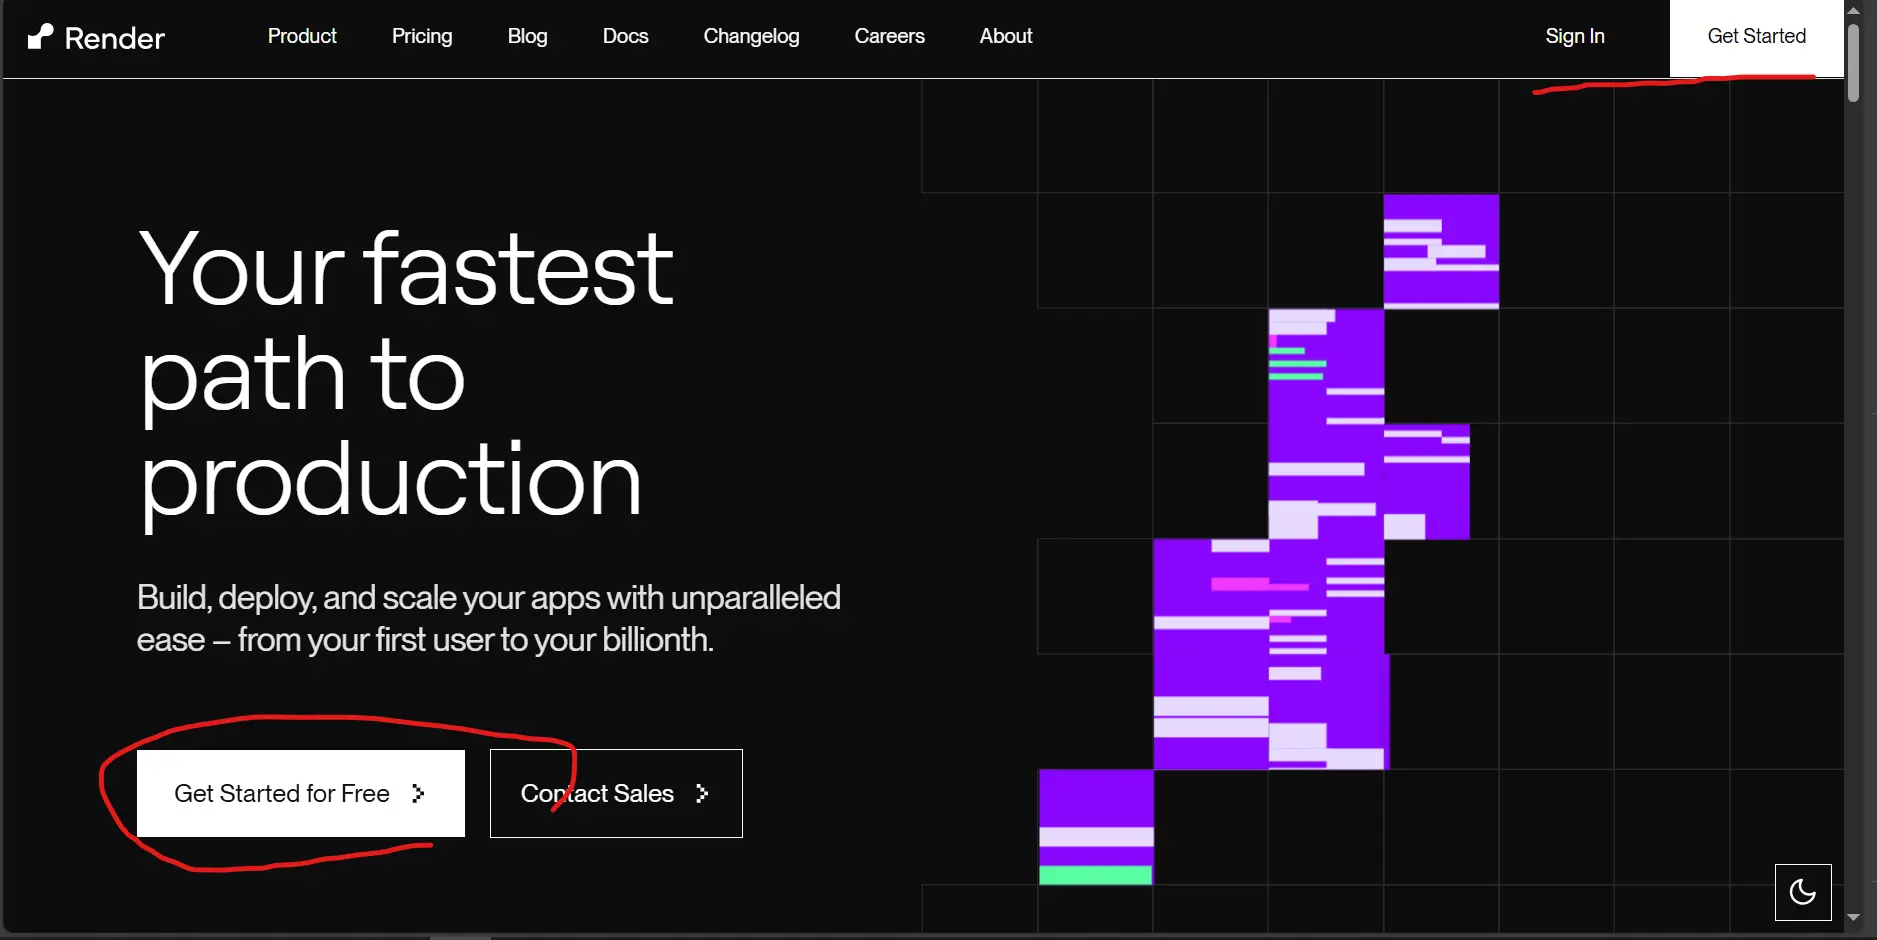 Render
Product
Pricing
Blog
Docs
Changelog
Careers
About
Sign In
Get Started
Your fastest
path to
production
Build, deploy, and scale your apps with unparalleled
ease – from your first user to your billionth.
Get Started for Free
Contact Sales